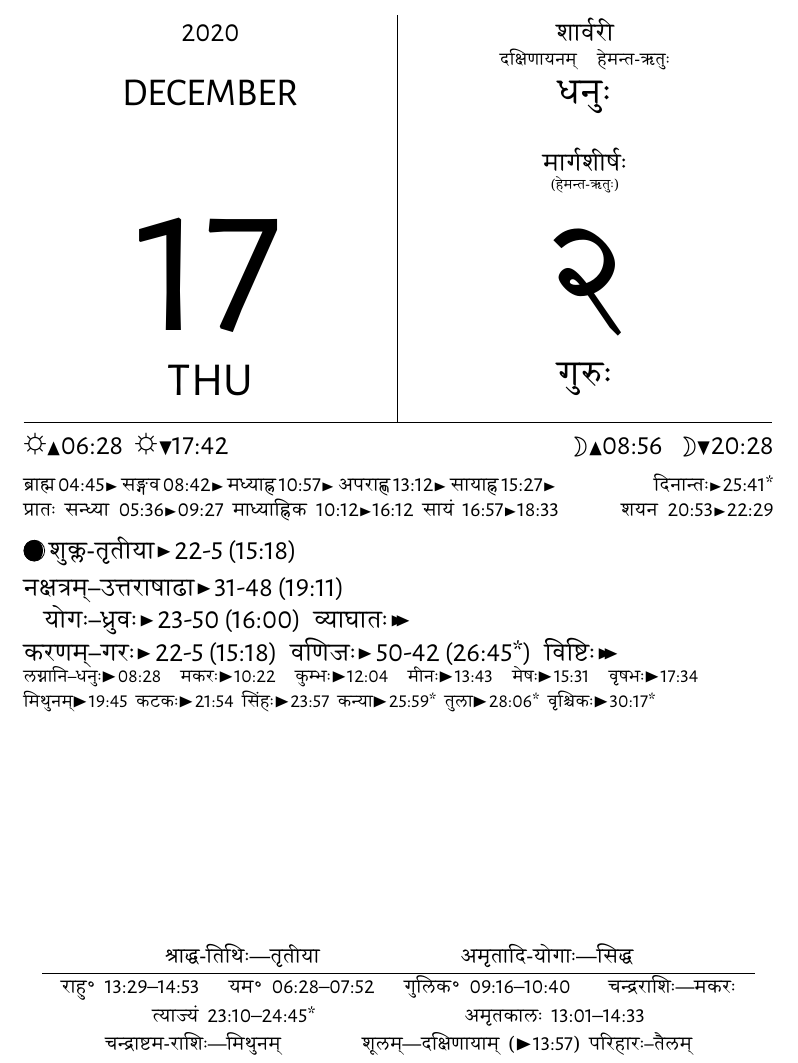 2020
DECEMBER
17
THU
शार्वरी
दक्षिणायनम् हेमन्त-ऋतुः
धनुः
मार्गशीर्षः
(हेमन्त-ऋतुः)
२
गुरुः
☼▲06:28 ☼▼17:42 ☽▲08:56 ☽▼20:28
ब्राह्म 04:45► सङ्गव 08:42► मध्याह्न 10:57► अपराह्ण 13:12► सायाह्न 15:27► दिनान्तः►25:41*
प्रातः सन्ध्या 05:36►09:27 माध्याह्निक 10:12►16:12 सायं 16:57►18:33 शयन 20:53►22:29
शुक्ल-तृतीया►22-5 (15:18)
नक्षत्रम्–उत्तराषाढा►31-48 (19:11)
योगः–ध्रुवः►23-50 (16:00) व्याघातः►►
करणम्–गरः►22-5 (15:18) वणिजः►50-42 (26:45*) विष्टिः►►
लग्नानि–धनुः►08:28 मकरः►10:22 कुम्भः►12:04 मीनः►13:43 मेषः►15:31 वृषभः►17:34
मिथुनम्►19:45 कटकः►21:54 सिंहः►23:57 कन्या►25:59* तुला►28:06* वृश्चिकः►30:17*
श्राद्ध-तिथिः—तृतीया अमृतादि-योगाः—सिद्ध
राहु° 13:29–14:53 यम° 06:28–07:52 गुलिक° 09:16–10:40 चन्द्रराशिः—मकरः
त्याज्यं 23:10–24:45* अमृतकालः 13:01–14:33
चन्द्राष्टम-राशिः—मिथुनम् शूलम्—दक्षिणायाम् (►13:57) परिहारः–तैलम्